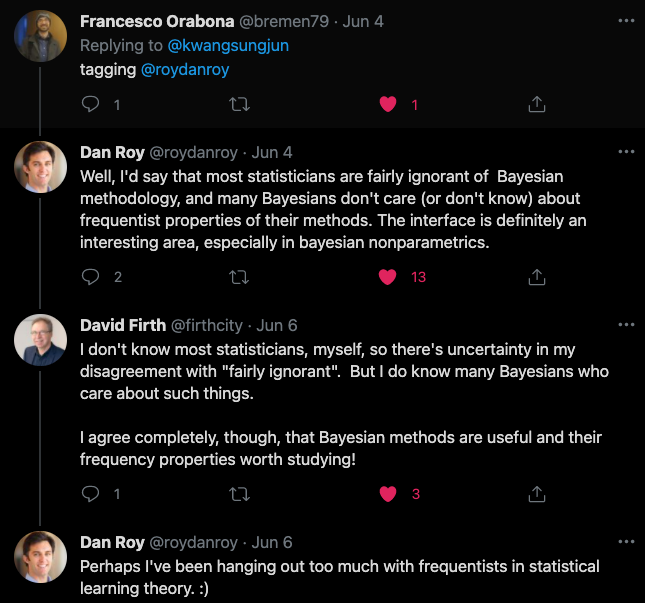 Francesco Orabona @bremen79 · Jun 4
Replying to @kwangsungjun
tagging @roydanroy
1 1
Dan Roy @roydanroy · Jun 4
Well, I'd say that most statisticians are fairly ignorant of  Bayesian
methodology, and many Bayesians don't care (or don't know) about
frequentist properties of their methods. The interface is definitely an
interesting area, especially in bayesian nonparametrics.
2 13
David Firth @firthcity · Jun 6
I don't know most statisticians, myself, so there's uncertainty in my
disagreement with "fairly ignorant".  But I do know many Bayesians who
care about such things.
I agree completely, though, that Bayesian methods are useful and their
frequency properties worth studying!
1 3
Dan Roy @roydanroy · Jun 6
Perhaps I've been hanging out too much with frequentists in statistical
learning theory. :)